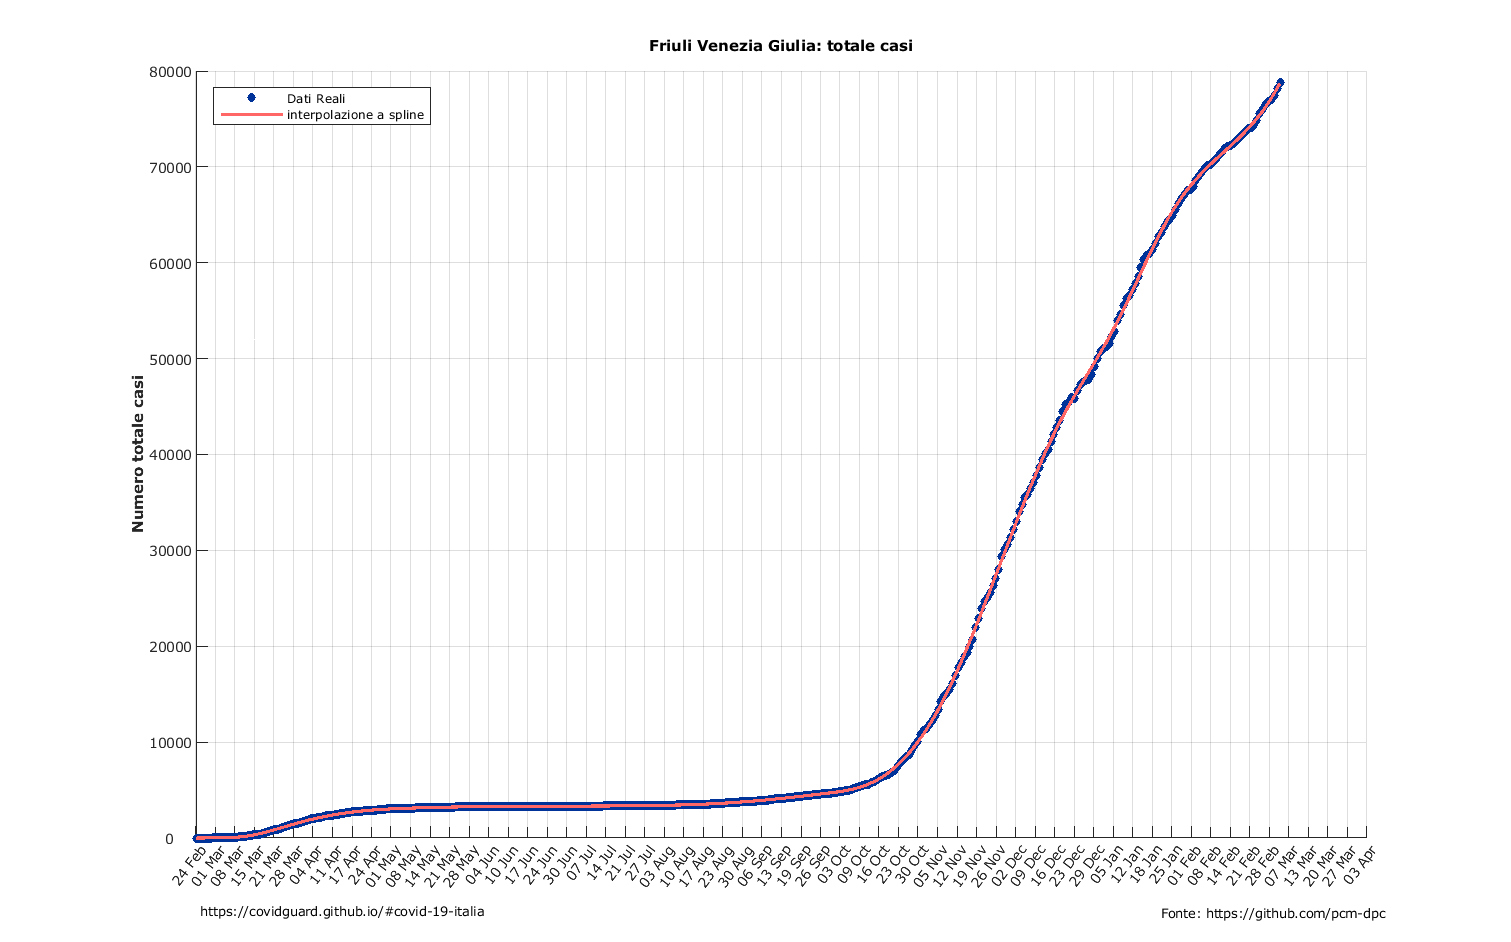 Friuli Venezia Giulia: totale casi
Dati Reali
interpolazione a spline
Numero totale casi
80000
70000
60000
50000
40000
30000
20000
10000
0
24 Feb
01 Mar
08 Mar
15 Mar
21 Mar
28 Mar
04 Apr
11 Apr
17 Apr
24 Apr
01 May
08 May
14 May
21 May
28 May
04 Jun
10 Jun
17 Jun
24 Jun
30 Jun
07 Jul
14 Jul
21 Jul
27 Jul
03 Aug
10 Aug
17 Aug
23 Aug
30 Aug
06 Sep
13 Sep
19 Sep
26 Sep
03 Oct
09 Oct
16 Oct
23 Oct
30 Oct
05 Nov
12 Nov
19 Nov
26 Nov
02 Dec
09 Dec
16 Dec
23 Dec
29 Dec
05 Jan
12 Jan
18 Jan
25 Jan
01 Feb
08 Feb
14 Feb
21 Feb
28 Feb
07 Mar
13 Mar
20 Mar
27 Mar
03 Apr
https://covidguard.github.io/#covid-19-italia
Fonte: https://github.com/pcm-dpc